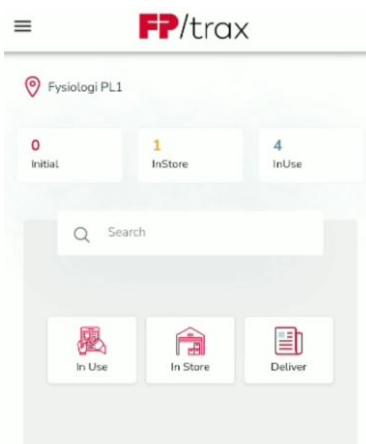 FP/trax
Fysiologi PL1
0 1 4
Initial InStore InUse
Search
In Use In Store Deliver